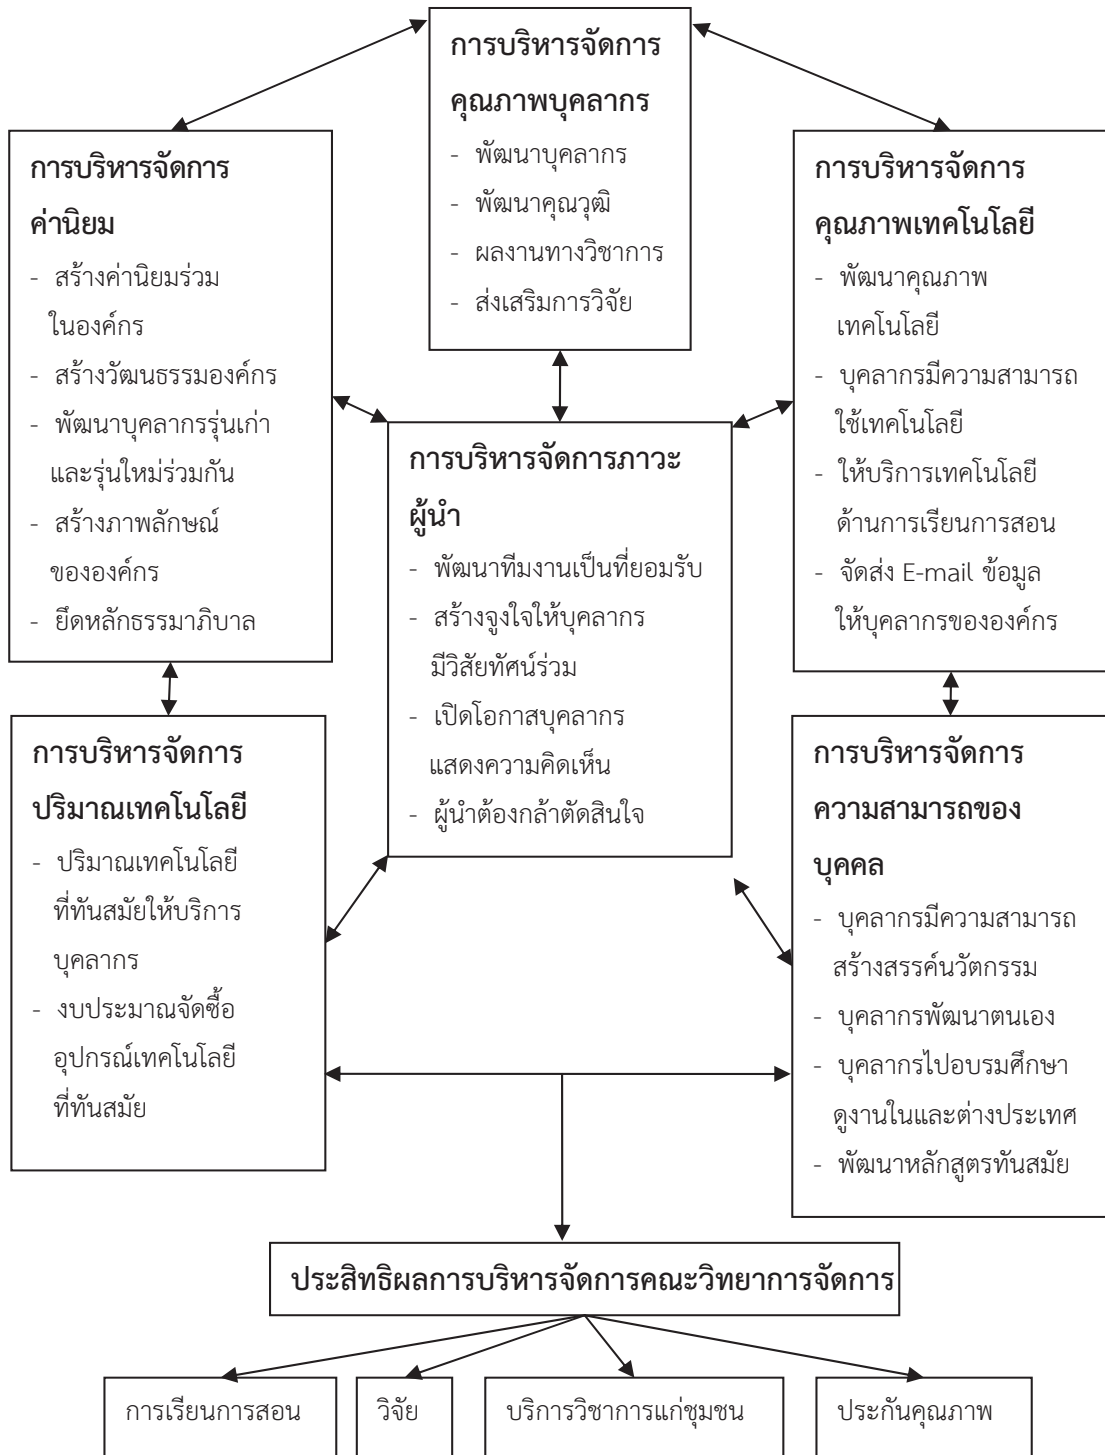 การบริหารจัดการ
คุณภาพบุคลากร
- พัฒนาบุคลากร
- พัฒนาคุณวุฒิ
- ผลงานทางวิชาการ
- ส่งเสริมการวิจัย
การบริหารจัดการ
ค่านิยม
- สร้างค่านิยมร่วม
ในองค์กร
- สร้างวัฒนธรรมองค์กร
- พัฒนาบุคลากรรุ่นเก่า
และรุ่นใหม่ร่วมกัน
- สร้างภาพลักษณ์
ขององค์กร
- ยึดหลักธรรมาภิบาล
การบริหารจัดการ
คุณภาพเทคโนโลยี
- พัฒนาคุณภาพ
เทคโนโลยี
- บุคลากรมีความสามารถ
ใช้เทคโนโลยี
- ให้บริการเทคโนโลยี
ด้านการเรียนการสอน
- จัดส่ง E-mail ข้อมูล
ให้บุคลากรขององค์กร
การบริหารจัดการภาวะ
ผู้นำ
- พัฒนาทีมงานเป็นที่ยอมรับ
- สร้างจูงใจให้บุคลากร
มีวิสัยทัศน์ร่วม
- เปิดโอกาสบุคลากร
แสดงความคิดเห็น
- ผู้นำต้องกล้าตัดสินใจ
การบริหารจัดการ
ปริมาณเทคโนโลยี
- ปริมาณเทคโนโลยี
ที่ทันสมัยให้บริการ
บุคลากร
- งบประมาณจัดซื้อ
อุปกรณ์เทคโนโลยี
ที่ทันสมัย
การบริหารจัดการ
ความสามารถของ
บุคคล
- บุคลากรมีความสามารถ
สร้างสรรค์นวัตกรรม
- บุคลากรพัฒนาตนเอง
- บุคลากรไปอบรมศึกษา
ดูงานในและต่างประเทศ
- พัฒนาหลักสูตรทันสมัย
ประสิทธิผลการบริหารจัดการคณะวิทยาการจัดการ
การเรียนการสอน
วิจัย
บริการวิชาการแก่ชุมชน
ประกันคุณภาพ